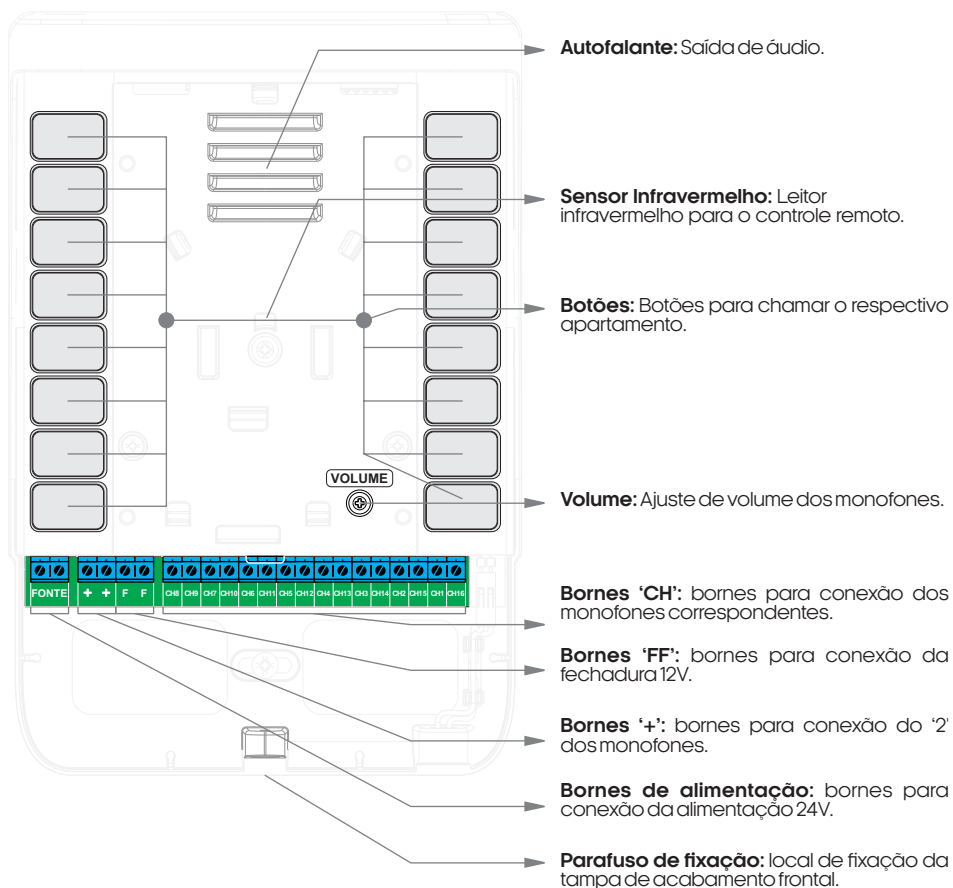 Autofalante: Saída de áudio.
Sensor Infravermelho: Leitor
infravermelho para o controle remoto.
Botões: Botões para chamar o respectivo
apartamento.
VOLUME
Volume: Ajuste de volume dos monofones.
FONTE + + F F CH8 CH9 CH7 CH10 CH6 CH11 CH5 CH12 CH4 CH13 CH3 CH14 CH2 CH15 CH1 CH16
Bornes ‘CH’: bornes para conexão dos
monofones correspondentes.
Bornes ‘FF’: bornes para conexão da
fechadura 12V.
Bornes ‘+’: bornes para conexão do ‘2’
dos monofones.
Bornes de alimentação: bornes para
conexão da alimentação 24V.
Parafuso de fixação: local de fixação da
tampa de acabamento frontal.